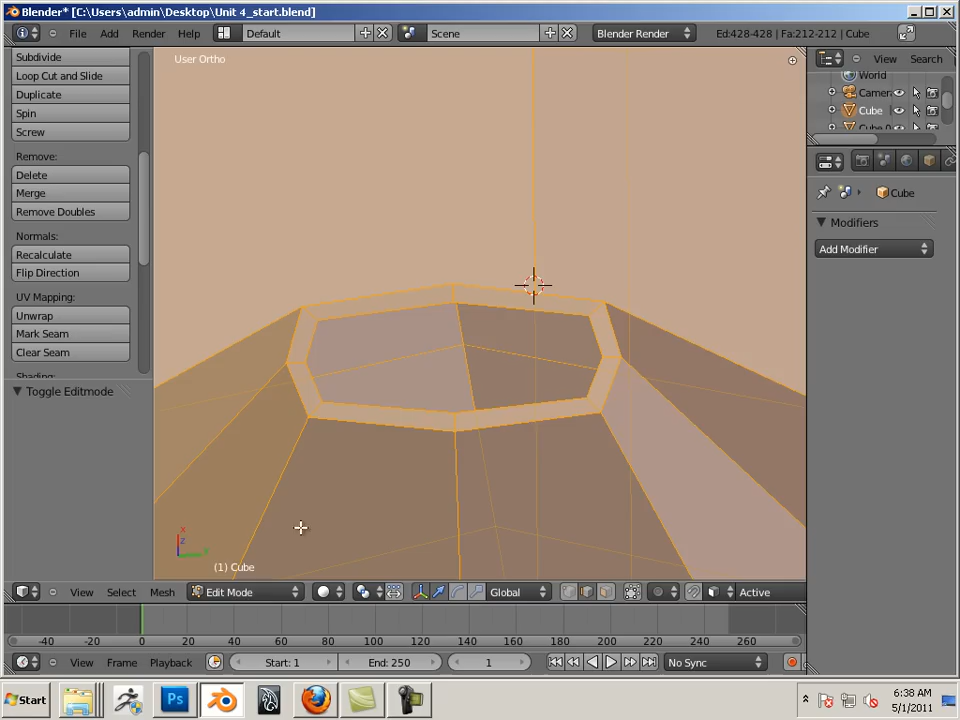 Blender* [C:\Users\admin\Desktop\Unit 4_start.blend]
File Add Render Help Default Scene Blender Render Ed:428-428 | Fa:212-212 | Cube
Subdivide
Loop Cut and Slide
Duplicate
Spin
Screw
Remove:
Delete
Merge
Remove Doubles
Normals:
Recalculate
Flip Direction
UV Mapping:
Unwrap
Mark Seam
Clear Seam
Toggle Editmode
User Ortho
(1) Cube
View Search
World
Camer
Cube
Cube
Modifiers
Add Modifier
View Select Mesh Edit Mode Global Active
-40 -20 0 20 40 60 80 100 120 140 160 180 200 220 240 260
View Frame Playback Start: 1 End: 250 1 No Sync
Start
Ps
6:38 AM
5/1/2011